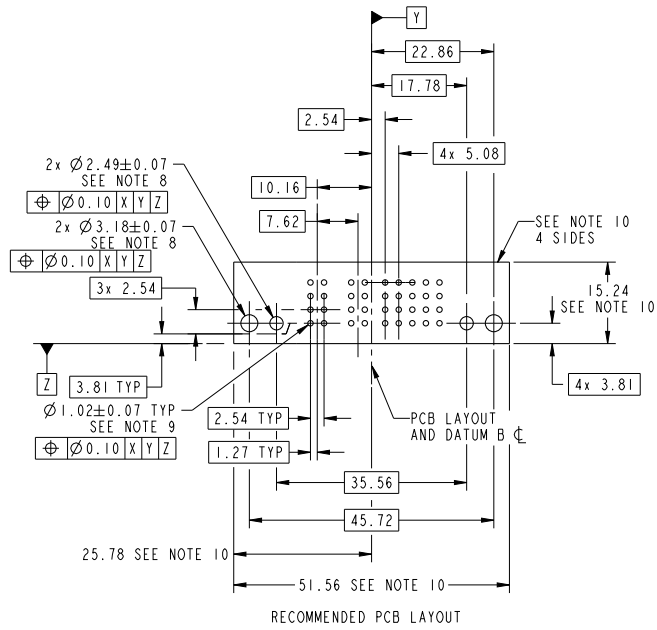 Y
22.86
17.78
2.54
4x 5.08
2x Ø2.49±0.07
SEE NOTE 8
⌖ Ø0.10 X Y Z
10.16
7.62
2x Ø3.18±0.07
SEE NOTE 8
⌖ Ø0.10 X Y Z
SEE NOTE 10
4 SIDES
3x 2.54
15.24
SEE NOTE 10
Z
3.81 TYP
4x 3.81
Ø1.02±0.07 TYP
SEE NOTE 9
⌖ Ø0.10 X Y Z
2.54 TYP
1.27 TYP
PCB LAYOUT
AND DATUM B ℄
35.56
45.72
25.78 SEE NOTE 10
51.56 SEE NOTE 10
RECOMMENDED PCB LAYOUT